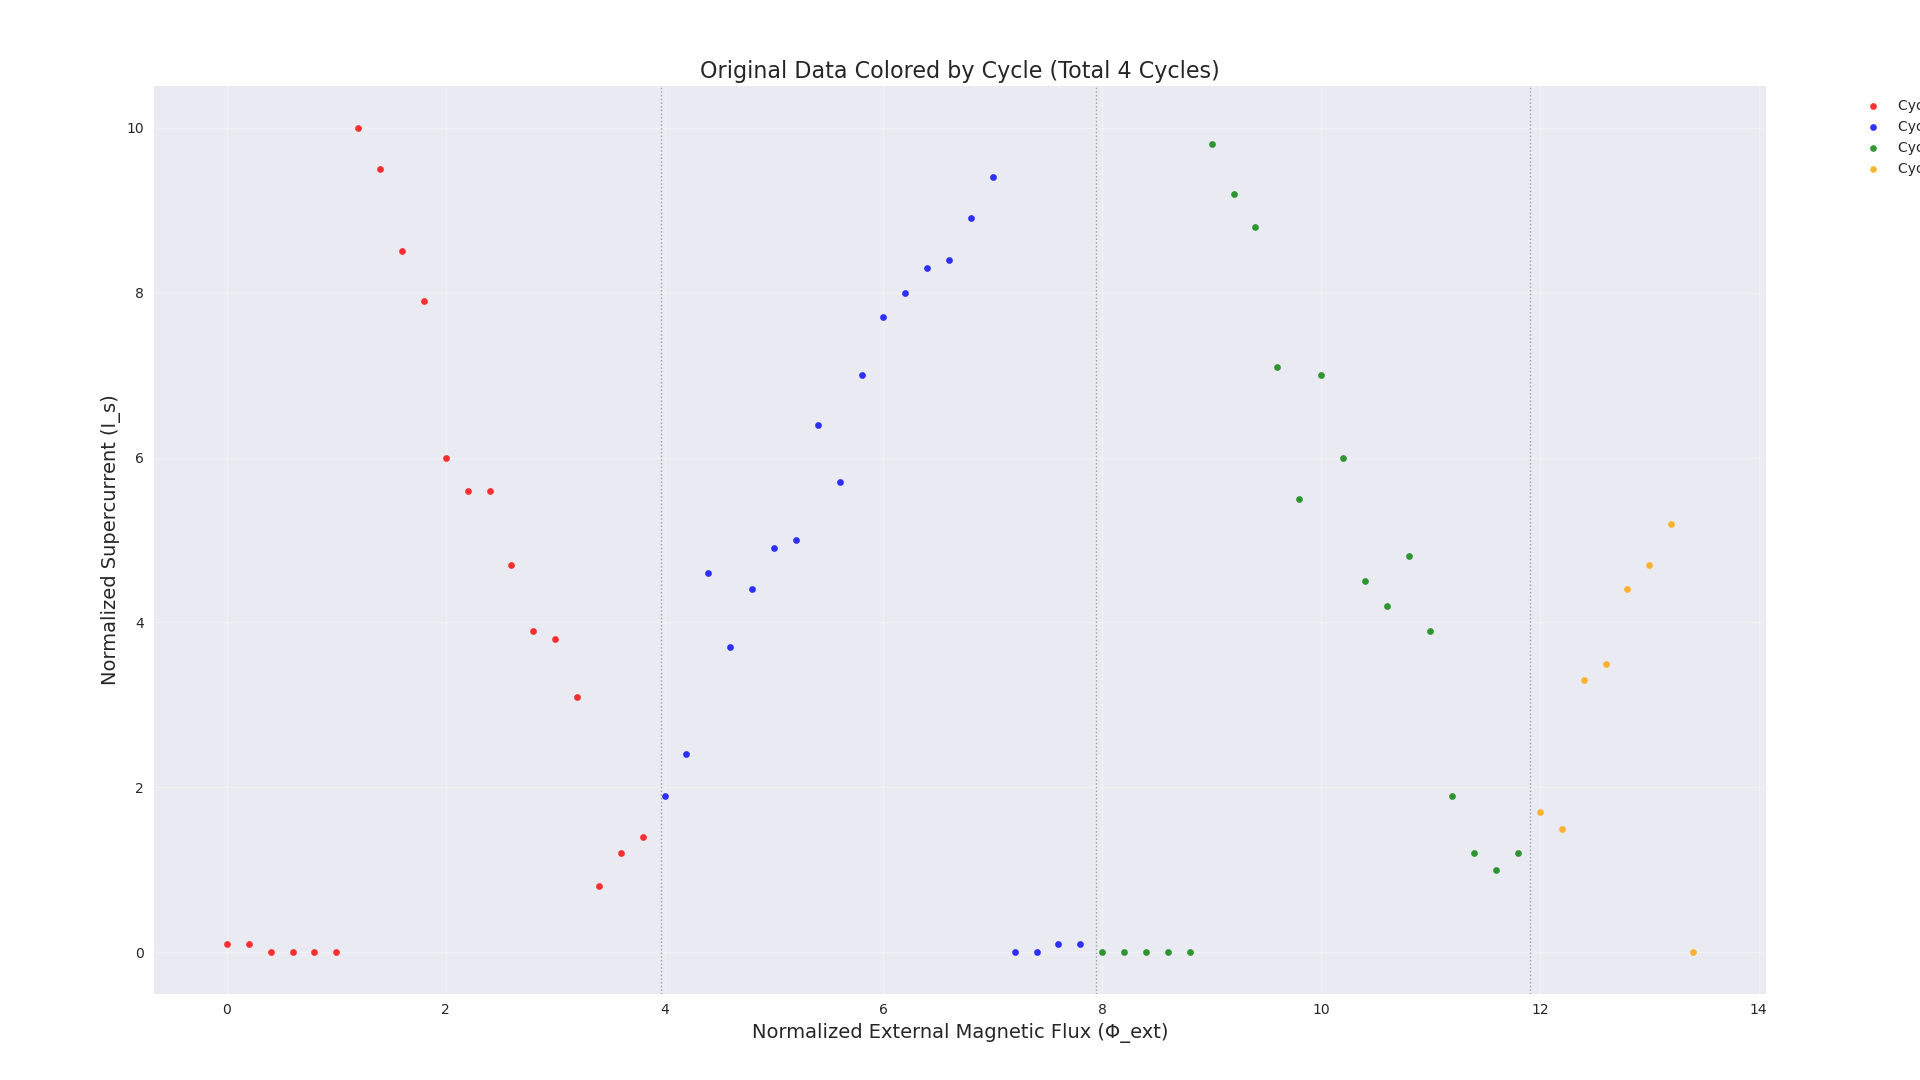 Original Data Colored by Cycle (Total 4 Cycles)
Cyc
Cyc
Cyc
Cyc
10
8
6
4
2
0
Normalized Supercurrent (I_s)
0 2 4 6 8 10 12 14
Normalized External Magnetic Flux (Φ_ext)